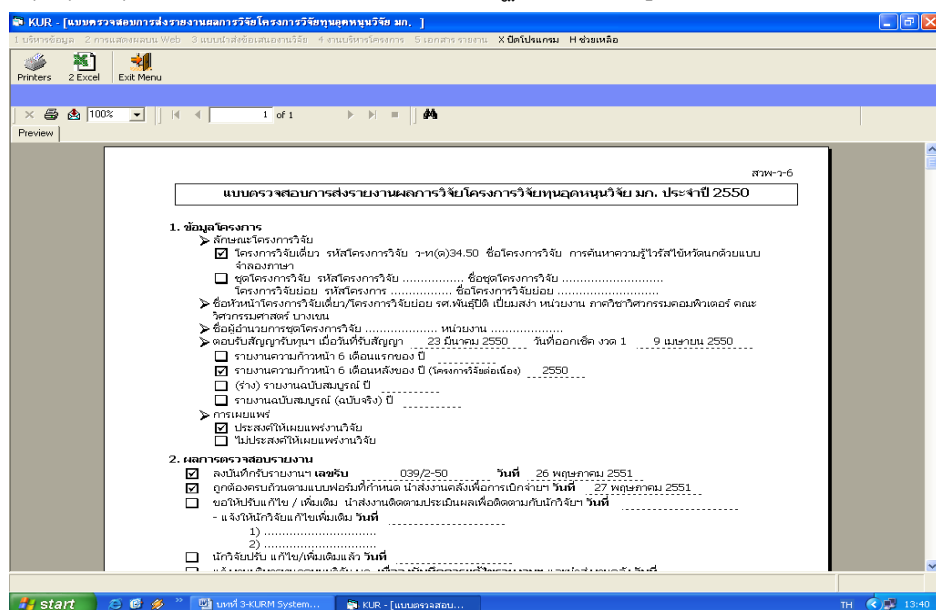 KUR - [แบบตรวจสอบการส่งรายงานผลการวิจัยโครงการวิจัยทุนอุดหนุนวิจัย มก. ]
1 บริหารข้อมูล 2 การแสดงผลบน Web 3 แบบนำส่งข้อเสนองานวิจัย 4 งานบริหารโครงการ 5 เอกสาร รายงาน X ปิดโปรแกรม H ช่วยเหลือ
Printers 2 Excel Exit Menu
100% 1 of 1
Preview
สวพ-ว-6
แบบตรวจสอบการส่งรายงานผลการวิจัยโครงการวิจัยทุนอุดหนุนวิจัย มก. ประจำปี 2550
1. ข้อมูลโครงการ
ลักษณะโครงการวิจัย
โครงการวิจัยเดี่ยว รหัสโครงการวิจัย ว-ท(ด)34.50 ชื่อโครงการวิจัย การค้นหาความรู้ไวรัสไข้หวัดนกด้วยแบบ
จำลองภาษา
ชุดโครงการวิจัย รหัสโครงการวิจัย .................. ชื่อชุดโครงการวิจัย ..........................
โครงการวิจัยย่อย รหัสโครงการ ................ ชื่อโครงการวิจัยย่อย ..........................
ชื่อหัวหน้าโครงการวิจัยเดี่ยว/โครงการวิจัยย่อย รศ.พันธุ์ปิติ เปี่ยมสง่า หน่วยงาน ภาควิชาวิศวกรรมคอมพิวเตอร์ คณะ
วิศวกรรมศาสตร์ บางเขน
ชื่อผู้อำนวยการชุดโครงการวิจัย .................. หน่วยงาน ..................
ตอบรับสัญญารับทุนฯ เมื่อวันที่รับสัญญา 23 มีนาคม 2550 วันที่ออกเช็ค งวด 1 9 เมษายน 2550
รายงานความก้าวหน้า 6 เดือนแรกของ ปี
รายงานความก้าวหน้า 6 เดือนหลังของ ปี (โครงการวิจัยต่อเนื่อง) 2550
(ร่าง) รายงานฉบับสมบูรณ์ ปี
รายงานฉบับสมบูรณ์ (ฉบับจริง) ปี
การเผยแพร่
ประสงค์ให้เผยแพร่งานวิจัย
ไม่ประสงค์ให้เผยแพร่งานวิจัย
2. ผลการตรวจสอบรายงาน
ลงบันทึกรับรายงานฯ เลขรับ 039/2-50 วันที่ 26 พฤษภาคม 2551
ถูกต้องครบถ้วนตามแบบฟอร์มที่กำหนด นำส่งงานคลังเพื่อการเบิกจ่ายฯ วันที่ 27 พฤษภาคม 2551
ขอให้ปรับแก้ไข / เพิ่มเติม นำส่งงานติดตามประเมินผลเพื่อติดตามกับนักวิจัยฯ วันที่
- แจ้งให้นักวิจัยแก้ไขเพิ่มเติม วันที่
1) ..............................
2) ..............................
นักวิจัยปรับ แก้ไข/เพิ่มเติมแล้ว วันที่
start บทที่ 3-KURM System... KUR - [แบบตรวจสอบ... TH 13:40